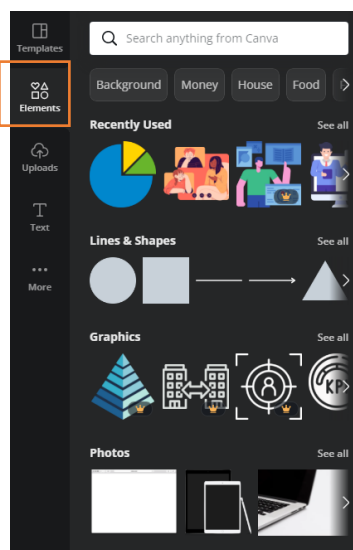 Templates
Elements
Uploads
Text
More
Search anything from Canva
Background Money House Food
Recently Used See all
Lines & Shapes See all
Graphics See all
KP
Photos See all